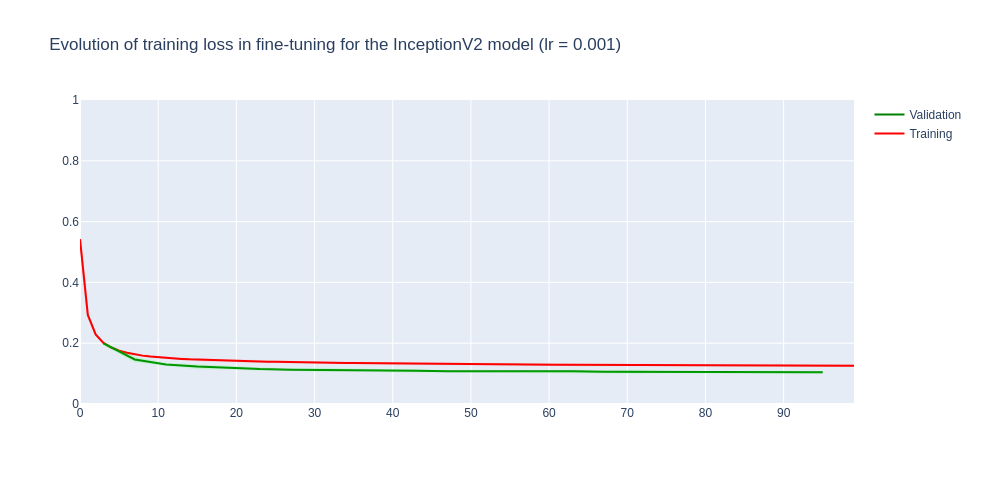 Evolution of training loss in fine-tuning for the InceptionV2 model (lr = 0.001)
1
0.8
0.6
0.4
0.2
0
0 10 20 30 40 50 60 70 80 90
Validation
Training